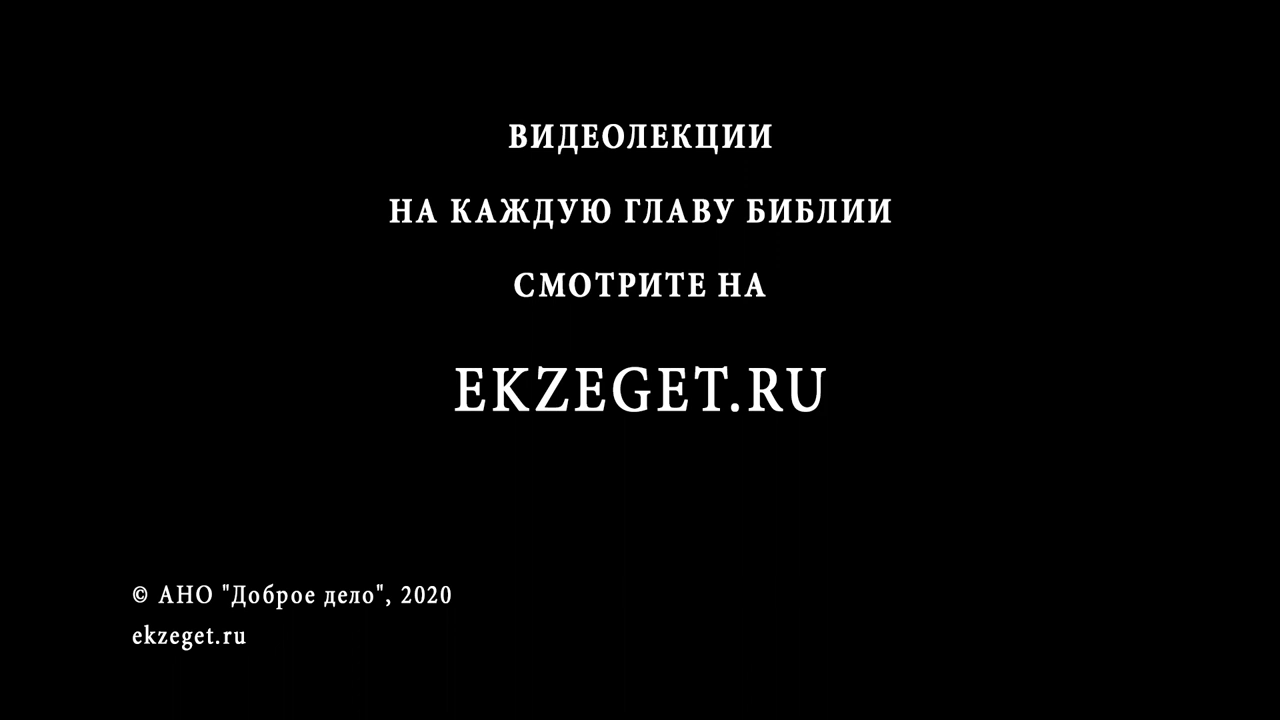 ВИДЕОЛЕКЦИИ
НА КАЖДУЮ ГЛАВУ БИБЛИИ
СМОТРИТЕ НА
EKZEGET.RU
© АНО "Доброе дело", 2020
ekzeget.ru